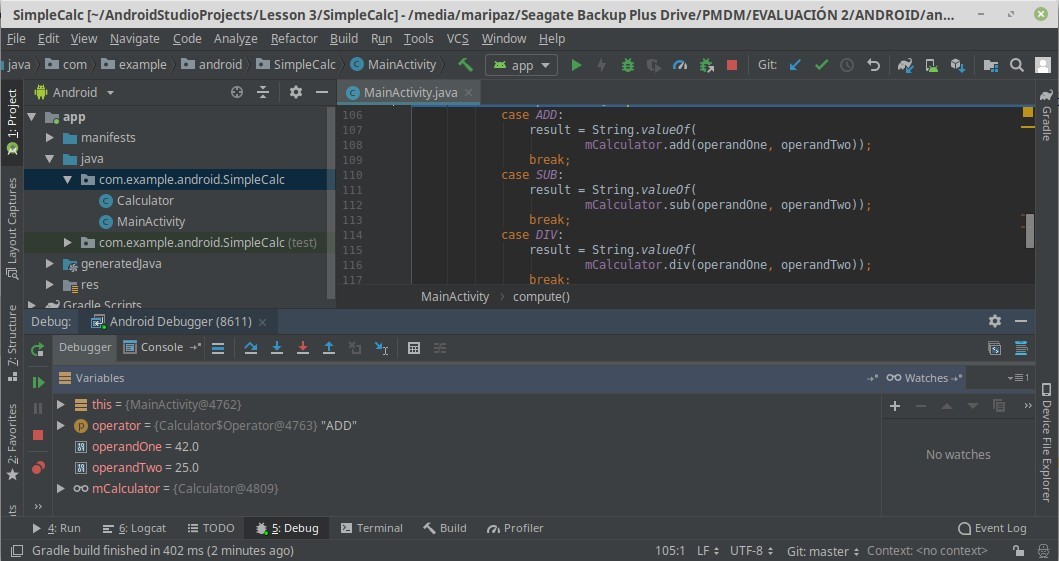 SimpleCalc [~/AndroidStudioProjects/Lesson 3/SimpleCalc] - /media/maripaz/Seagate Backup Plus Drive/PMDM/EVALUACIÓN 2/ANDROID/an...
File Edit View Navigate Code Analyze Refactor Build Run Tools VCS Window Help
java com example android SimpleCalc MainActivity app Git:
1: Project
Layout Captures
7: Structure
2: Favorites
Android
app
manifests
java
com.example.android.SimpleCalc
Calculator
MainActivity
com.example.android.SimpleCalc (test)
generatedJava
res
Gradle Scripts
MainActivity.java
106 case ADD:
107 result = String.valueOf(
108 mCalculator.add(operandOne, operandTwo));
109 break;
110 case SUB:
111 result = String.valueOf(
112 mCalculator.sub(operandOne, operandTwo));
113 break;
114 case DIV:
115 result = String.valueOf(
116 mCalculator.div(operandOne, operandTwo));
117 break;
MainActivity compute()
Gradle
Device File Explorer
Debug: Android Debugger (8611)
Debugger Console
Variables
Watches
1
this = {MainActivity@4762}
operator = {Calculator$Operator@4763} "ADD"
operandOne = 42.0
operandTwo = 25.0
mCalculator = {Calculator@4809}
No watches
4: Run 6: Logcat TODO 5: Debug Terminal Build Profiler Event Log
Gradle build finished in 402 ms (2 minutes ago) 105:1 LF UTF-8 Git: master Context: <no context>